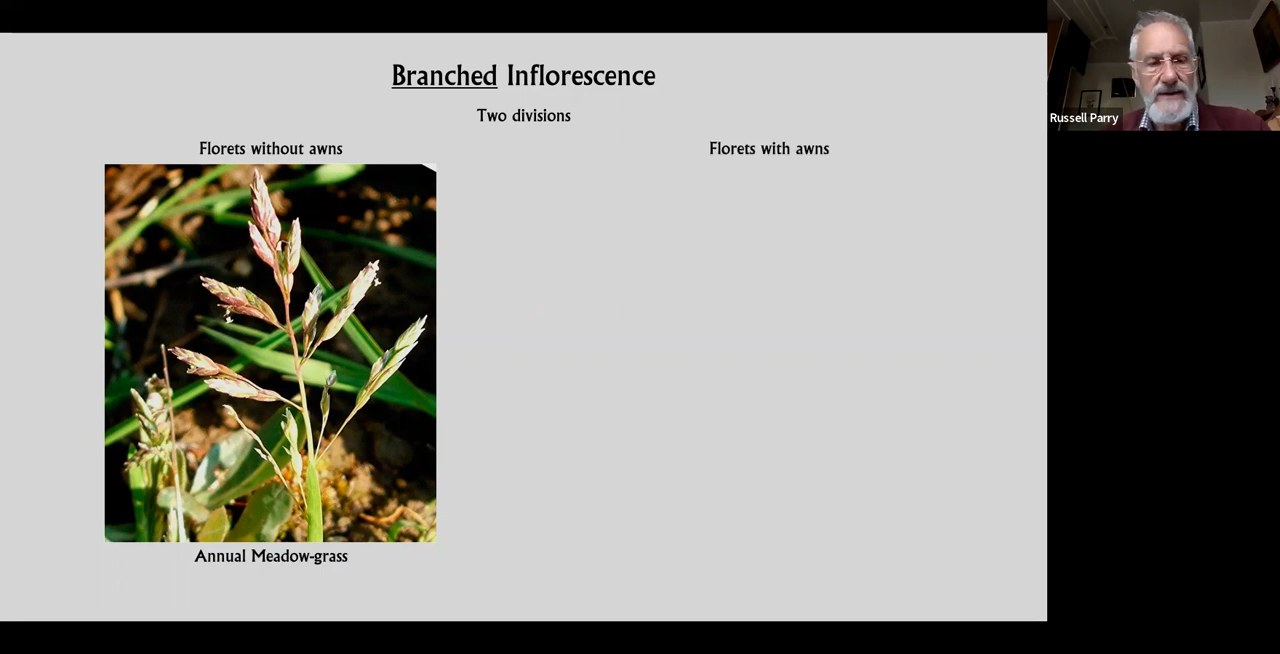 Branched Inflorescence
Two divisions
Florets without awns
Florets with awns
Annual Meadow-grass
Russell Parry